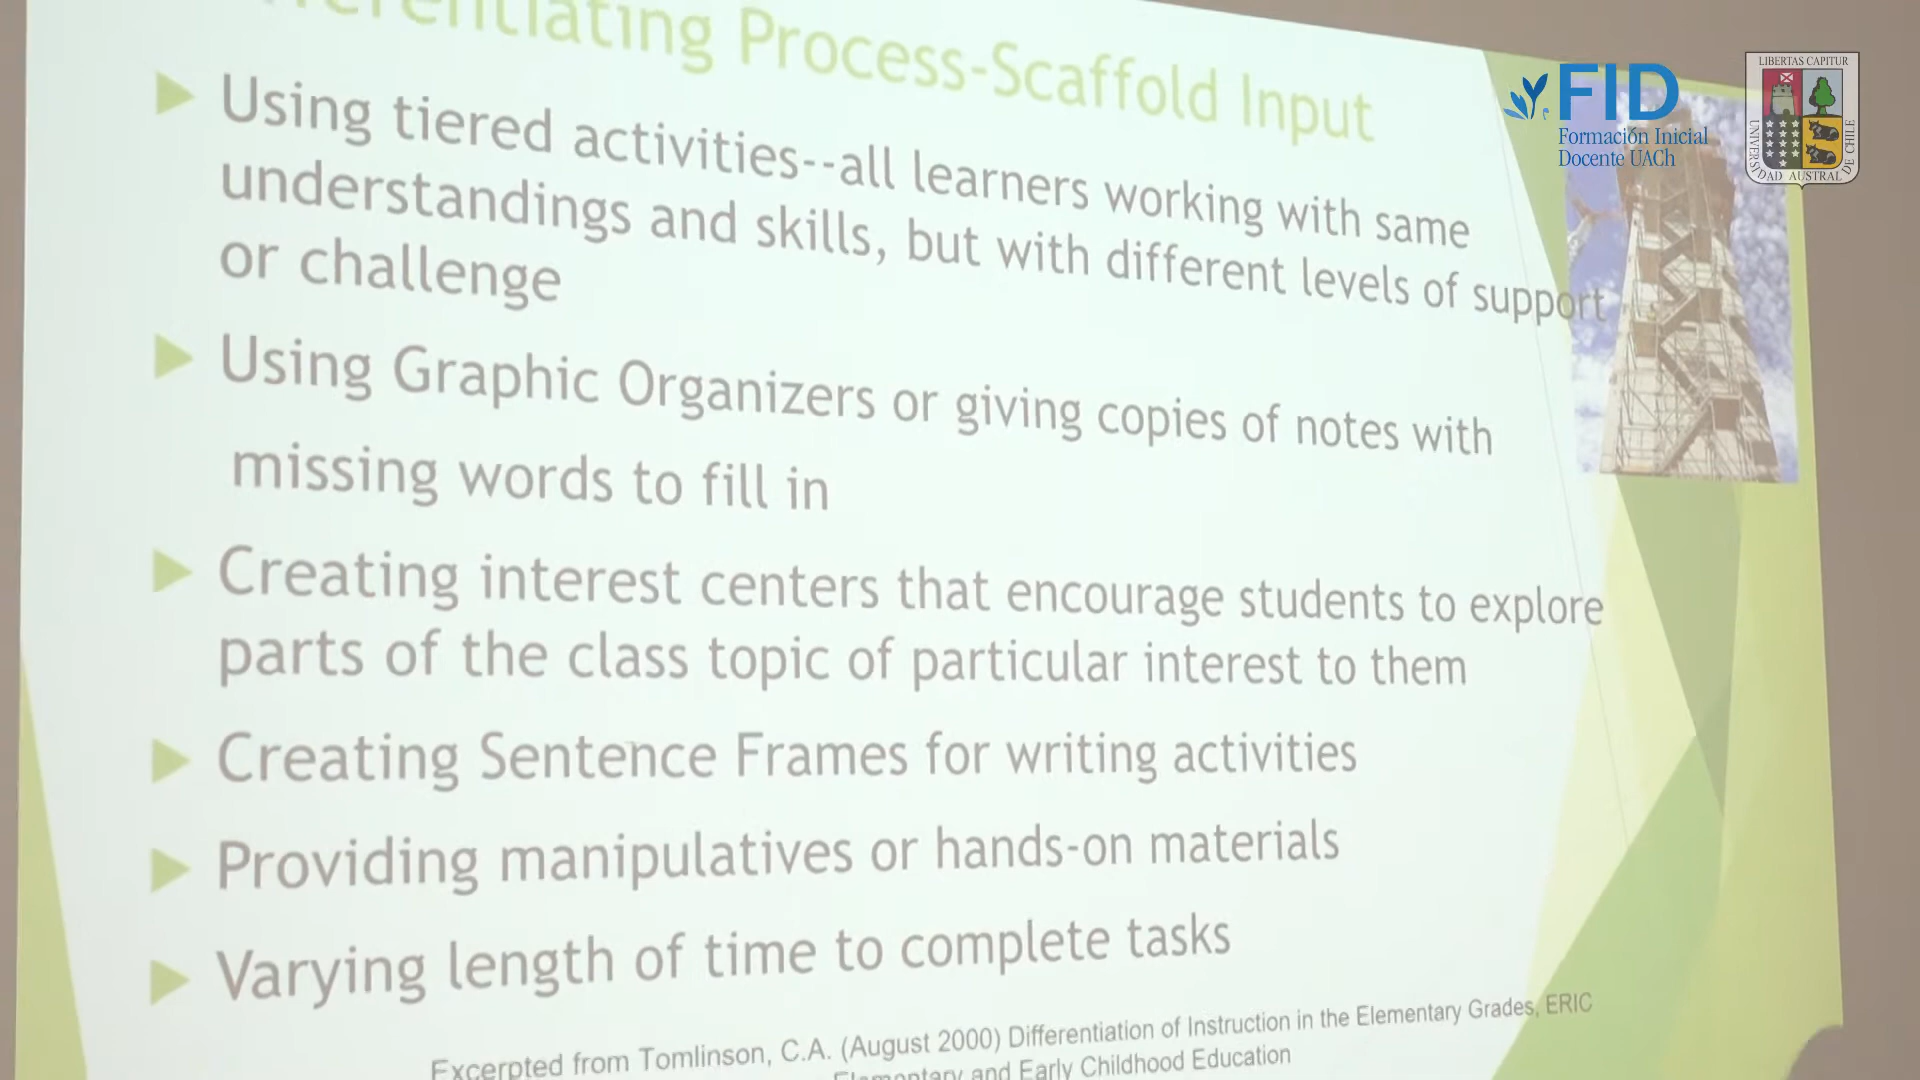 Process-Scaffold Input
Using tiered activities--all learners working with same
understandings and skills, but with different levels of support
or challenge
Using Graphic Organizers or giving copies of notes with
missing words to fill in
Creating interest centers that encourage students to explore
parts of the class topic of particular interest to them
Creating Sentence Frames for writing activities
Providing manipulatives or hands-on materials
Varying length of time to complete tasks
Excerpted from Tomlinson, C.A. (August 2000) Differentiation of Instruction in the Elementary Grades, ERIC
and Early Childhood Education
FID
Formación Inicial
Docente UACh
LIBERTAS CAPITUR
UNIVERSIDAD AUSTRAL DE CHILE